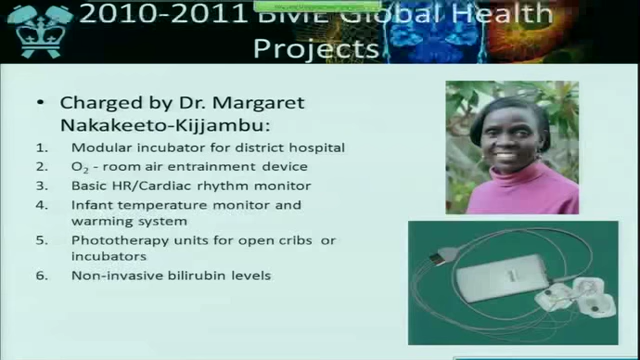 2010-2011 BME Global Health
Projects
• Charged by Dr. Margaret
Nakakeeto-Kijjambu:
1. Modular incubator for district hospital
2. O₂ - room air entrainment device
3. Basic HR/Cardiac rhythm monitor
4. Infant temperature monitor and
warming system
5. Phototherapy units for open cribs or
incubators
6. Non-invasive bilirubin levels